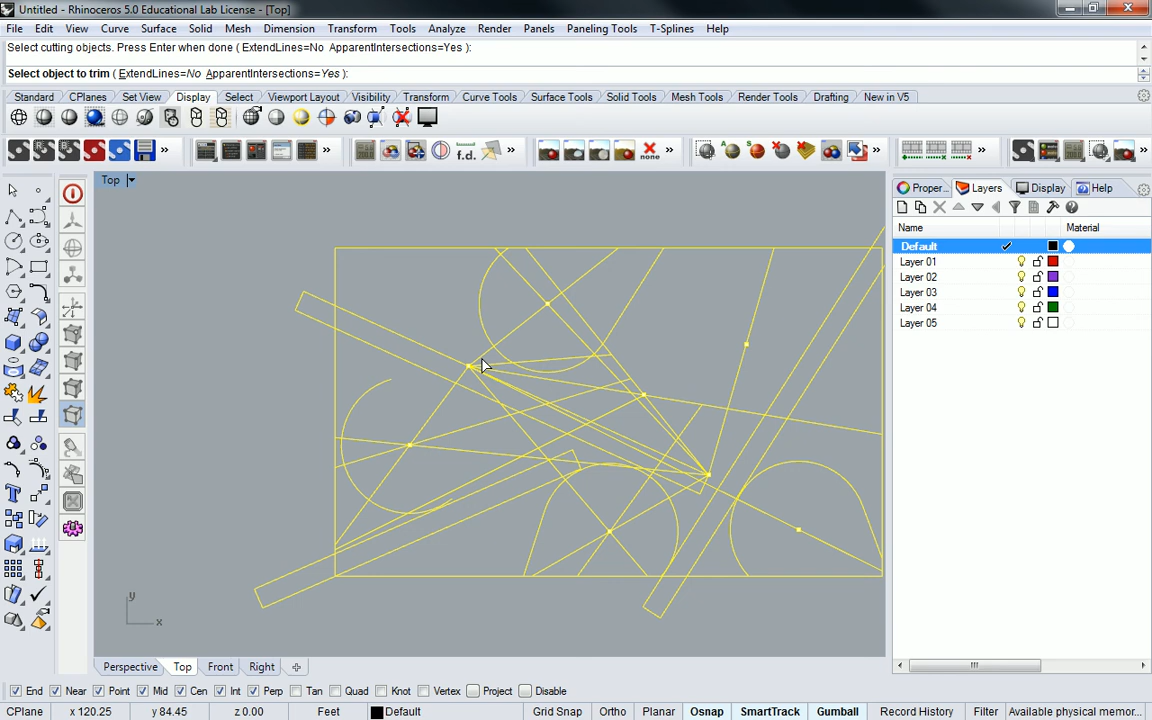 Untitled - Rhinoceros 5.0 Educational Lab License - [Top]
File Edit View Curve Surface Solid Mesh Dimension Transform Tools Analyze Render Panels Paneling Tools T-Splines Help
Select cutting objects. Press Enter when done ( ExtendLines=No ApparentIntersections=Yes ):
Select object to trim ( ExtendLines=No ApparentIntersections=Yes ):
Standard CPlanes Set View Display Select Viewport Layout Visibility Transform Curve Tools Surface Tools Solid Tools Mesh Tools Render Tools Drafting New in V5
f.d. none
Top
Proper... Layers Display Help
Name Material
Default
Layer 01
Layer 02
Layer 03
Layer 04
Layer 05
y
x
Perspective Top Front Right
End Near Point Mid Cen Int Perp Tan Quad Knot Vertex Project Disable
CPlane x 120.25 y 84.45 z 0.00 Feet Default Grid Snap Ortho Planar Osnap SmartTrack Gumball Record History Filter Available physical memor...